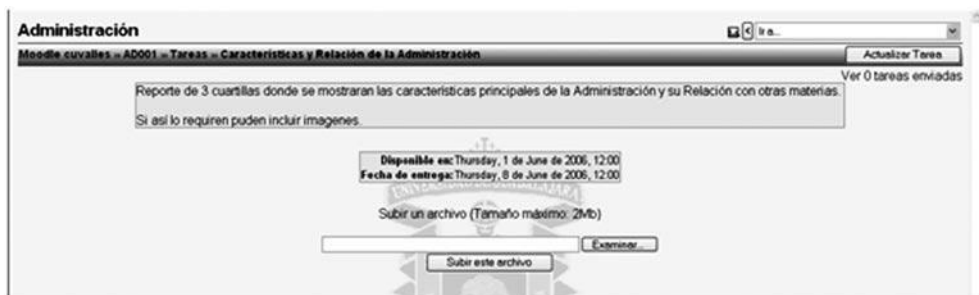 Administración
Ir a...
Moodle cuvalles » AD001 » Tareas » Características y Relación de la Administración
Actualizar Tarea
Ver 0 tareas enviadas
Reporte de 3 cuartillas donde se mostraran las características principales de la Administración y su Relación con otras materias.
Si así lo requiren puden incluir imagenes.
Disponible en: Thursday, 1 de June de 2006, 12:00
Fecha de entrega: Thursday, 8 de June de 2006, 12:00
Subir un archivo (Tamaño máximo: 2Mb)
Examinar...
Subir este archivo